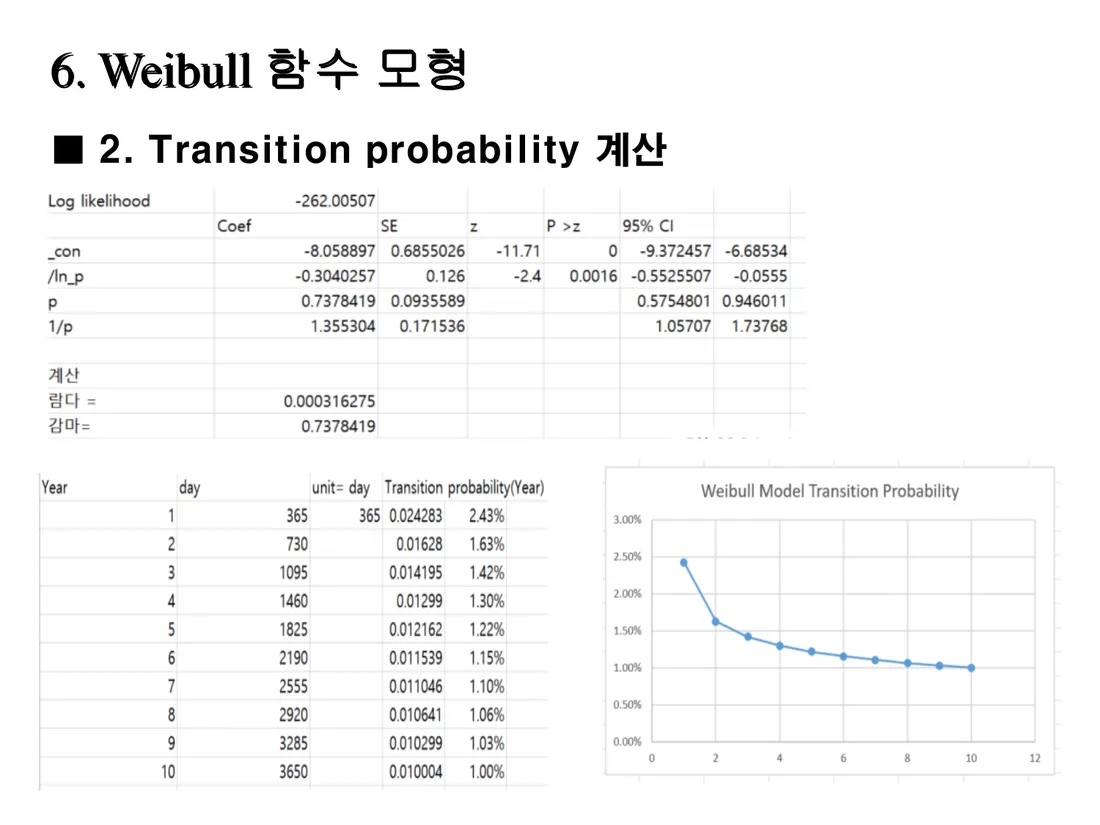 6. Weibull 함수 모형
■ 2. Transition probability 계산
Log likelihood -262.00507
Coef SE z P >z 95% CI
_con -8.058897 0.6855026 -11.71 0 -9.372457 -6.68534
/ln_p -0.3040257 0.126 -2.4 0.0016 -0.5525507 -0.0555
p 0.7378419 0.0935589 0.5754801 0.946011
1/p 1.355304 0.171536 1.05707 1.73768
계산
람다 = 0.000316275
감마= 0.7378419
Year day unit= day Transition probability(Year)
1 365 365 0.024283 2.43%
2 730 0.01628 1.63%
3 1095 0.014195 1.42%
4 1460 0.01299 1.30%
5 1825 0.012162 1.22%
6 2190 0.011539 1.15%
7 2555 0.011046 1.10%
8 2920 0.010641 1.06%
9 3285 0.010299 1.03%
10 3650 0.010004 1.00%
Weibull Model Transition Probability
3.00%
2.50%
2.00%
1.50%
1.00%
0.50%
0.00%
0 2 4 6 8 10 12